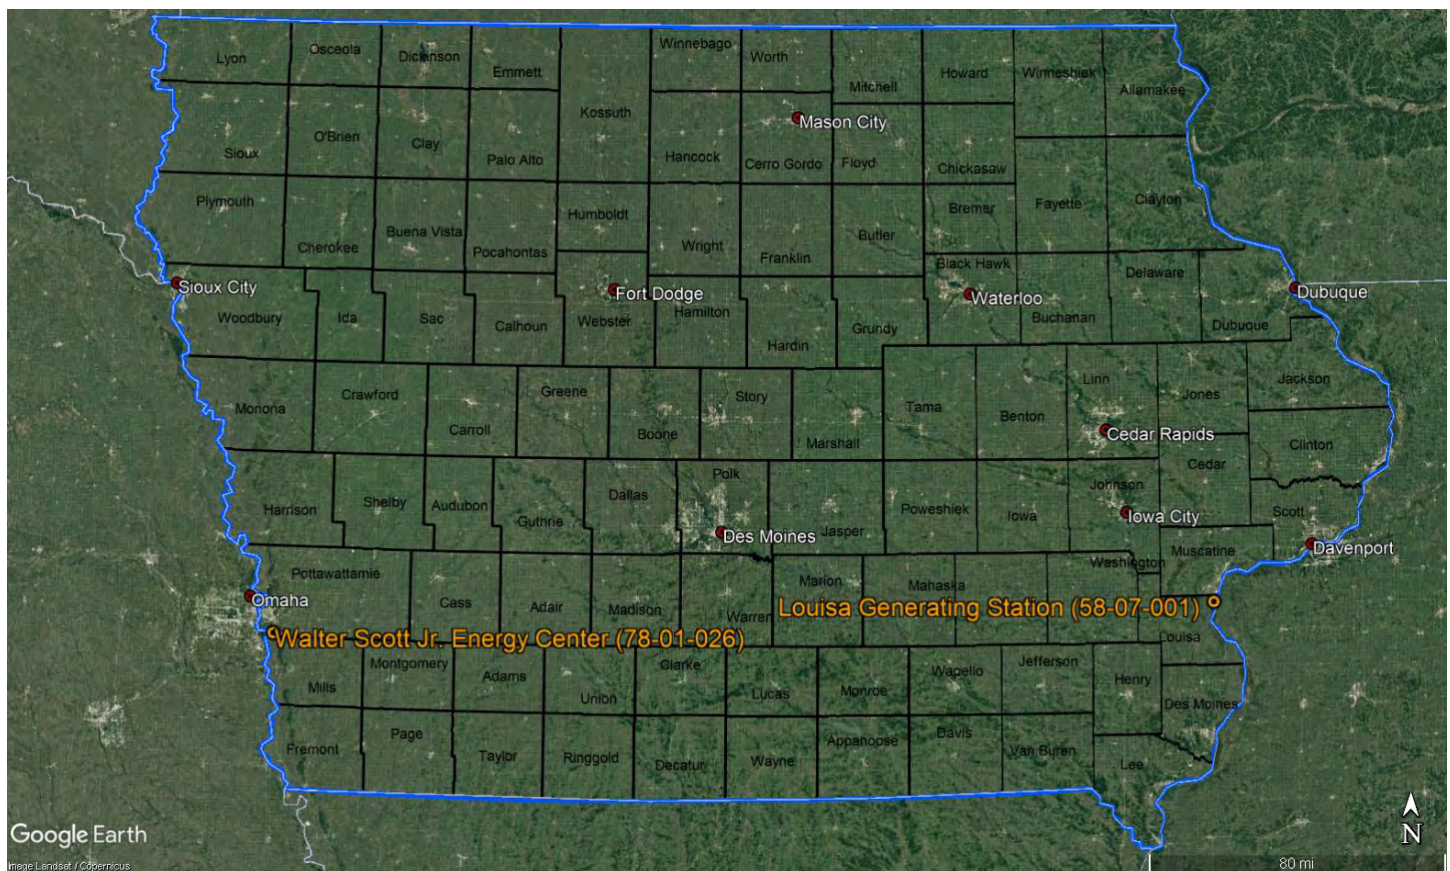 Lyon
Osceola
Dickinson
Emmett
Winnebago
Worth
Mitchell
Howard
Winneshiek
Allamakee
Kossuth
Mason City
Sioux
O'Brien
Clay
Palo Alto
Hancock
Cerro Gordo
Floyd
Chickasaw
Plymouth
Cherokee
Buena Vista
Pocahontas
Humboldt
Wright
Franklin
Butler
Bremer
Fayette
Clayton
Sioux City
Woodbury
Ida
Sac
Calhoun
Fort Dodge
Webster
Hamilton
Hardin
Grundy
Black Hawk
Waterloo
Buchanan
Delaware
Dubuque
Dubuque
Monona
Crawford
Carroll
Greene
Boone
Story
Marshall
Tama
Benton
Linn
Cedar Rapids
Jones
Jackson
Clinton
Harrison
Shelby
Audubon
Guthrie
Dallas
Polk
Des Moines
Jasper
Poweshiek
Iowa
Johnson
Iowa City
Cedar
Scott
Davenport
Pottawattamie
Omaha
Cass
Adair
Madison
Warren
Marion
Mahaska
Washington
Muscatine
Louisa Generating Station (58-07-001)
Walter Scott Jr. Energy Center (78-01-026)
Louisa
Mills
Montgomery
Adams
Union
Clarke
Lucas
Monroe
Wapello
Jefferson
Henry
Des Moines
Fremont
Page
Taylor
Ringgold
Decatur
Wayne
Appanoose
Davis
Van Buren
Lee
Google Earth
Image Landsat / Copernicus
N
80 mi